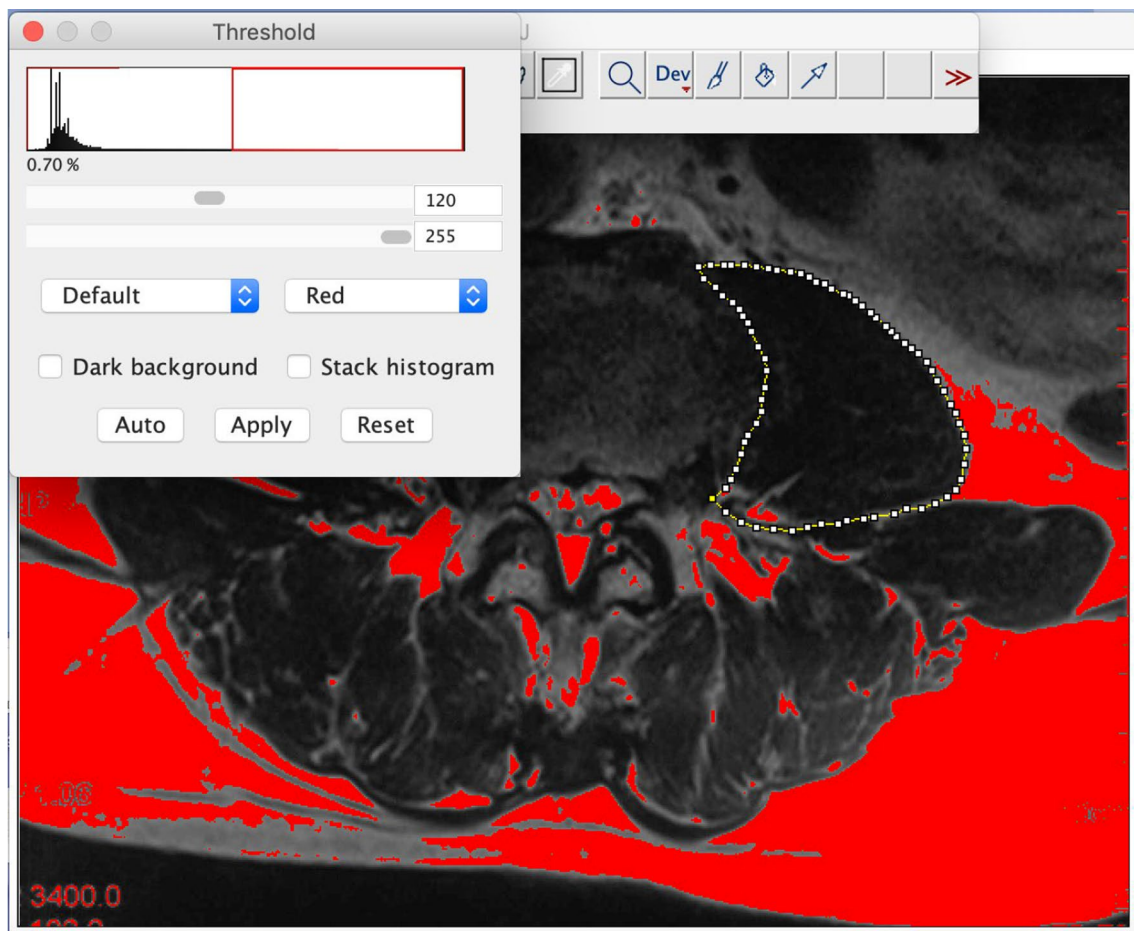 Threshold
J
Dev
0.70 %
120
255
Default
Red
Dark background
Stack histogram
Auto
Apply
Reset
3400.0